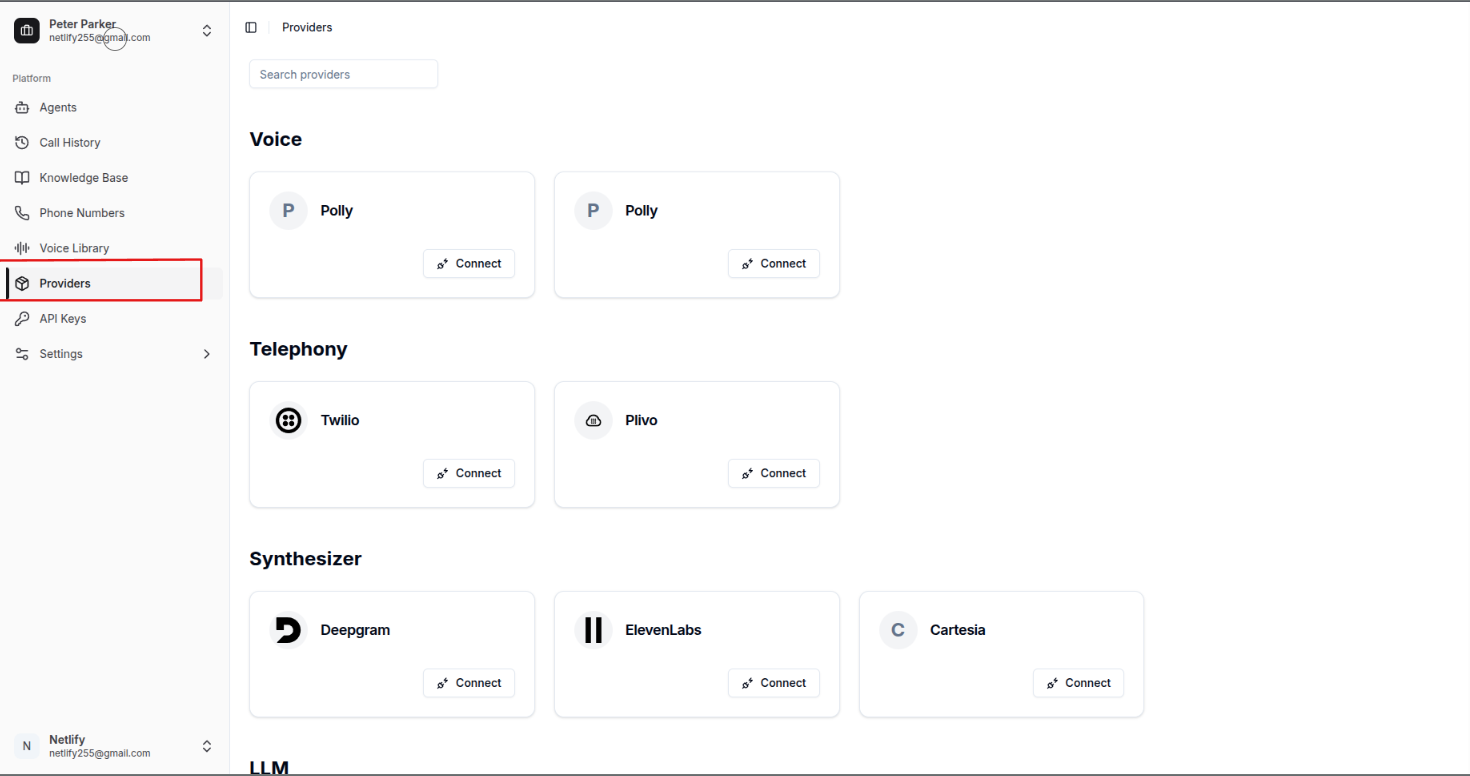 Peter Parker
netlify255@gmail.com
Platform
Agents
Call History
Knowledge Base
Phone Numbers
Voice Library
Providers
API Keys
Settings
N
Netlify
netlify255@gmail.com
Providers
Search providers
Voice
P Polly
Connect
P Polly
Connect
Telephony
Twilio
Connect
Plivo
Connect
Synthesizer
Deepgram
Connect
ElevenLabs
Connect
C Cartesia
Connect
LLM